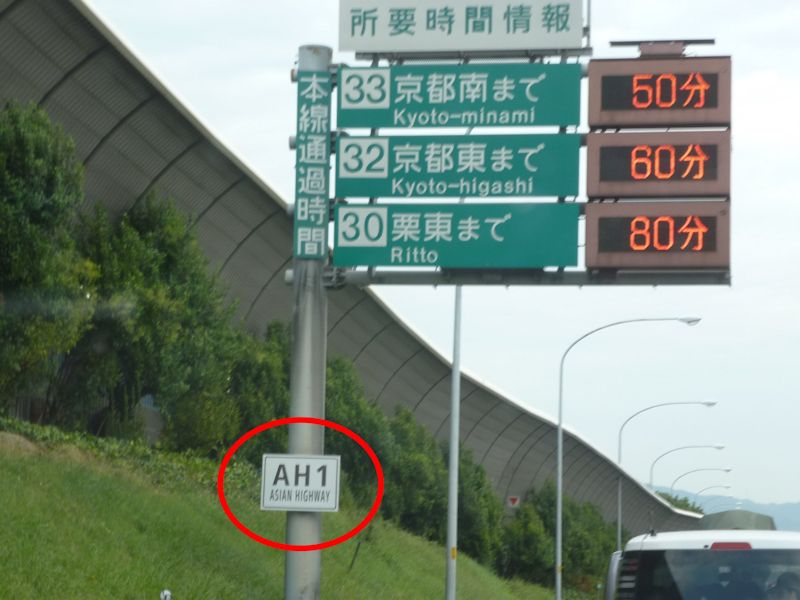 所要時間情報
本線通過時間
33 京都南まで 50分
Kyoto-minami
32 京都東まで 60分
Kyoto-higashi
30 栗東まで 80分
Ritto
AH1
ASIAN HIGHWAY